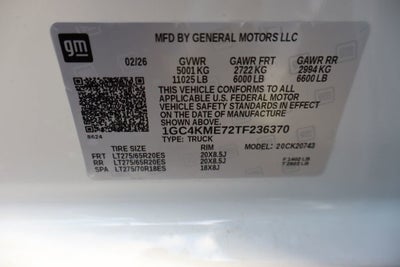 gm
MFD BY GENERAL MOTORS LLC
02/26 GVWR GAWR FRT GAWR RR
5001 KG 2722 KG 2994 KG
11025 LB 6000 LB 6600 LB
THIS VEHICLE CONFORMS TO ALL
APPLICABLE U.S. FEDERAL MOTOR
VEHICLE SAFETY STANDARDS IN EFFECT
ON THE DATE OF MANUFACTURE
SHOWN ABOVE.
1GC4KME72TF236370
TYPE: TRUCK MODEL: 20CK20743
TIRE SIZE RIM
FRT LT275/65R20ES 20X8.5J
RR LT275/65R20ES 20X8.5J
SPA LT275/70R18ES 18X8J